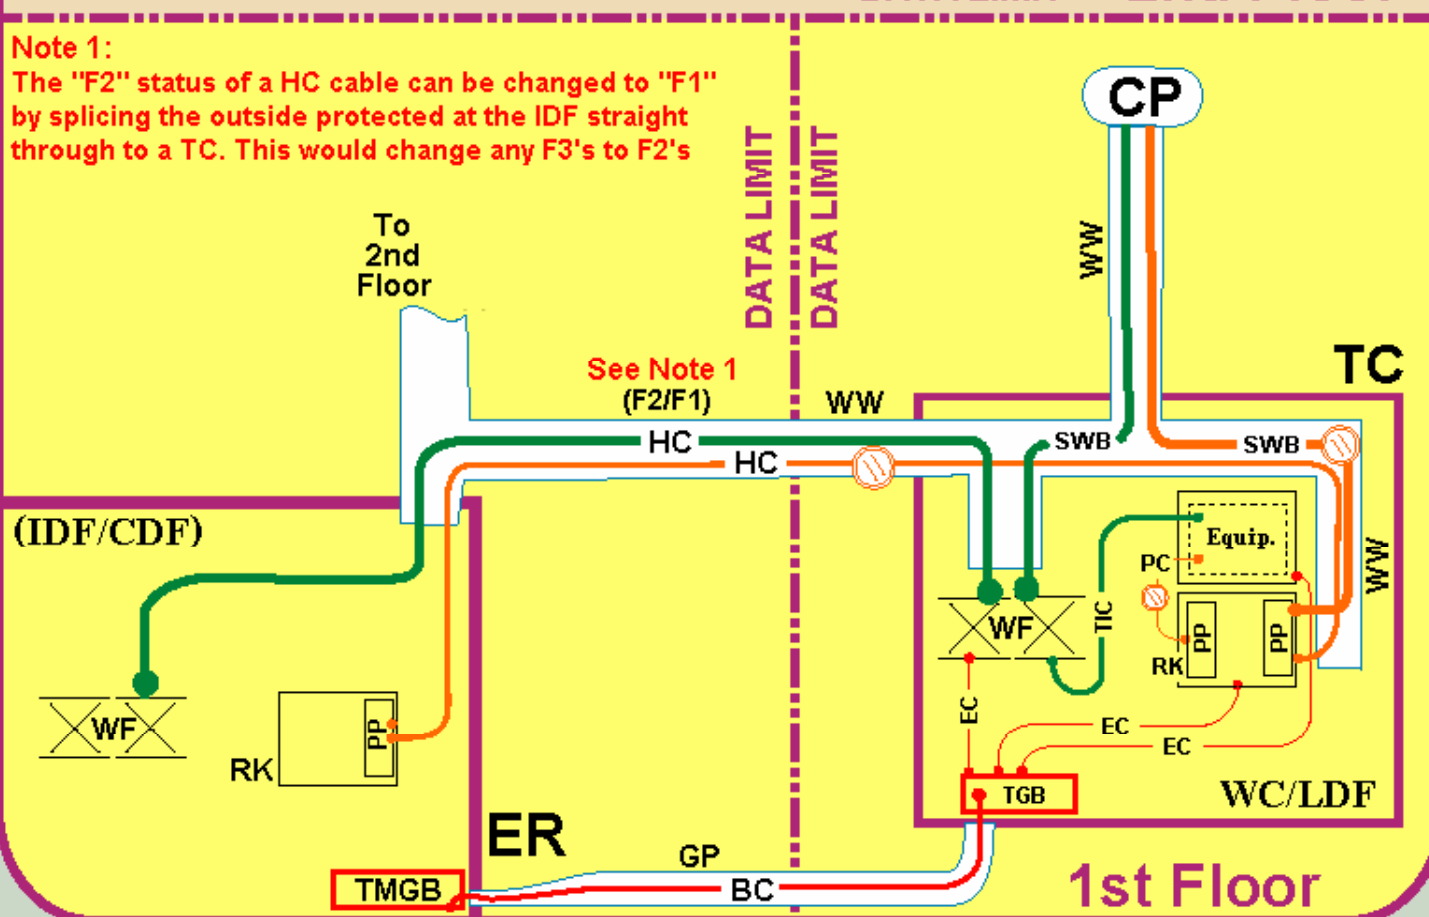 Note 1:
The "F2" status of a HC cable can be changed to "F1"
by splicing the outside protected at the IDF straight
through to a TC. This would change any F3's to F2's
CP
DATA LIMIT
DATA LIMIT
To
2nd
Floor
WW
TC
See Note 1
(F2/F1)
WW
HC
SWB
SWB
HC
(IDF/CDF)
Equip.
PC
WW
TIC
WF
PP
PP
RK
WF
PP
RK
EC
EC
EC
TGB
WC/LDF
ER
GP
TMGB
BC
1st Floor